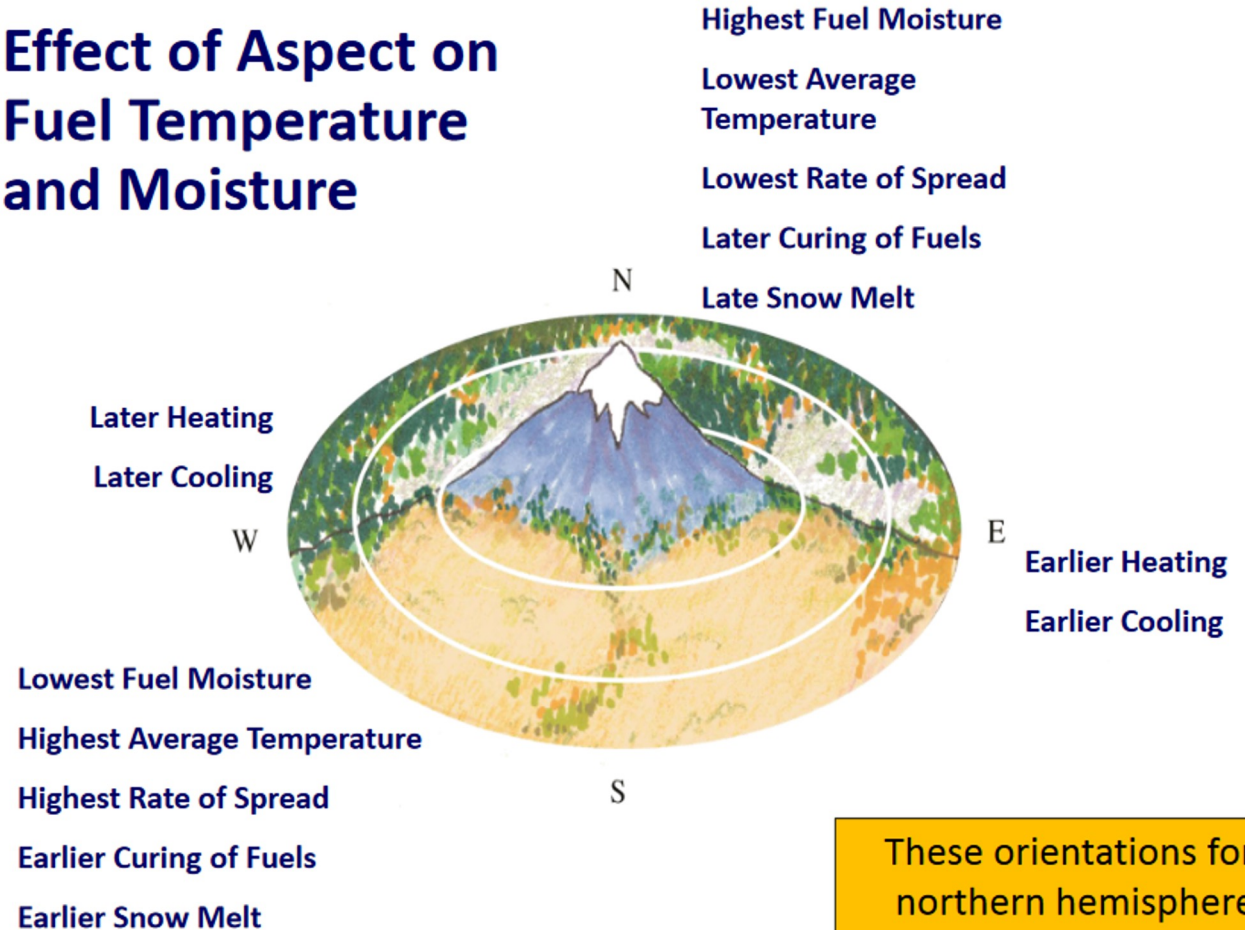 Effect of Aspect on
Fuel Temperature
and Moisture
Highest Fuel Moisture
Lowest Average
Temperature
Lowest Rate of Spread
Later Curing of Fuels
Late Snow Melt
N
Later Heating
Later Cooling
W
E
Earlier Heating
Earlier Cooling
Lowest Fuel Moisture
Highest Average Temperature
Highest Rate of Spread
Earlier Curing of Fuels
Earlier Snow Melt
S
These orientations for
northern hemisphere